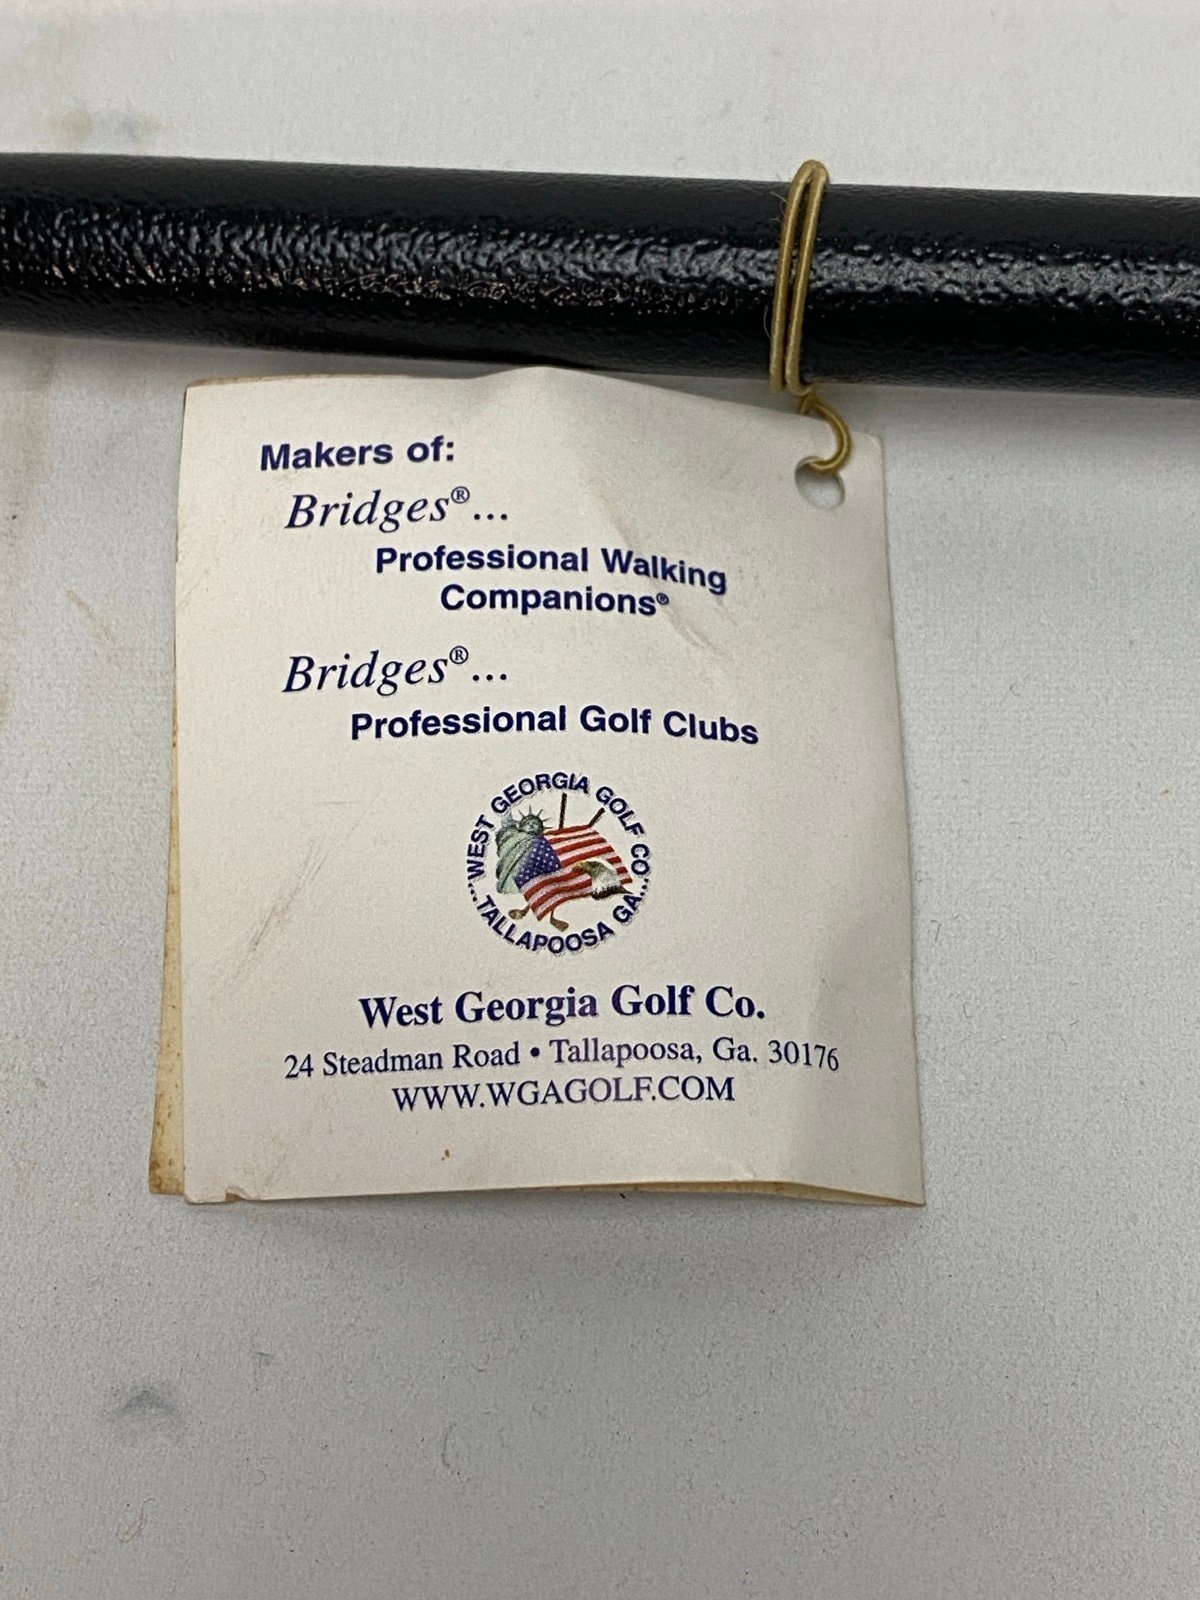 Makers of:
Bridges®...
Professional Walking
Companions®
Bridges®...
Professional Golf Clubs
...WEST GEORGIA GOLF CO...
TALLAPOOSA GA.
West Georgia Golf Co.
24 Steadman Road • Tallapoosa, Ga. 30176
WWW.WGAGOLF.COM